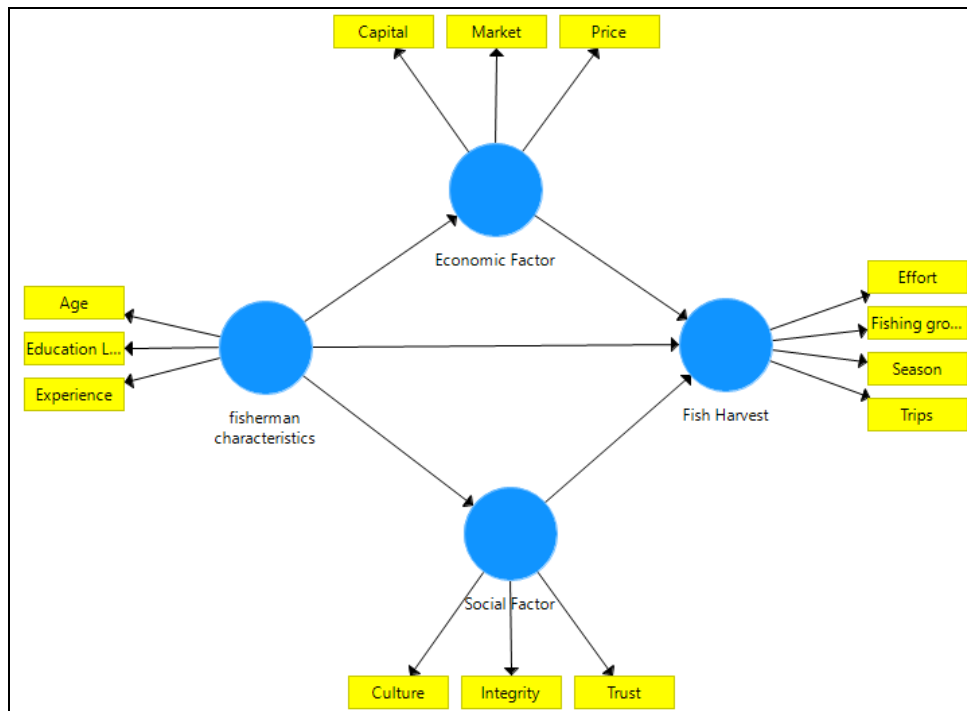 Capital
Market
Price
Economic Factor
Age
Education L...
Experience
fisherman
characteristics
Effort
Fishing gro...
Season
Trips
Fish Harvest
Social Factor
Culture
Integrity
Trust